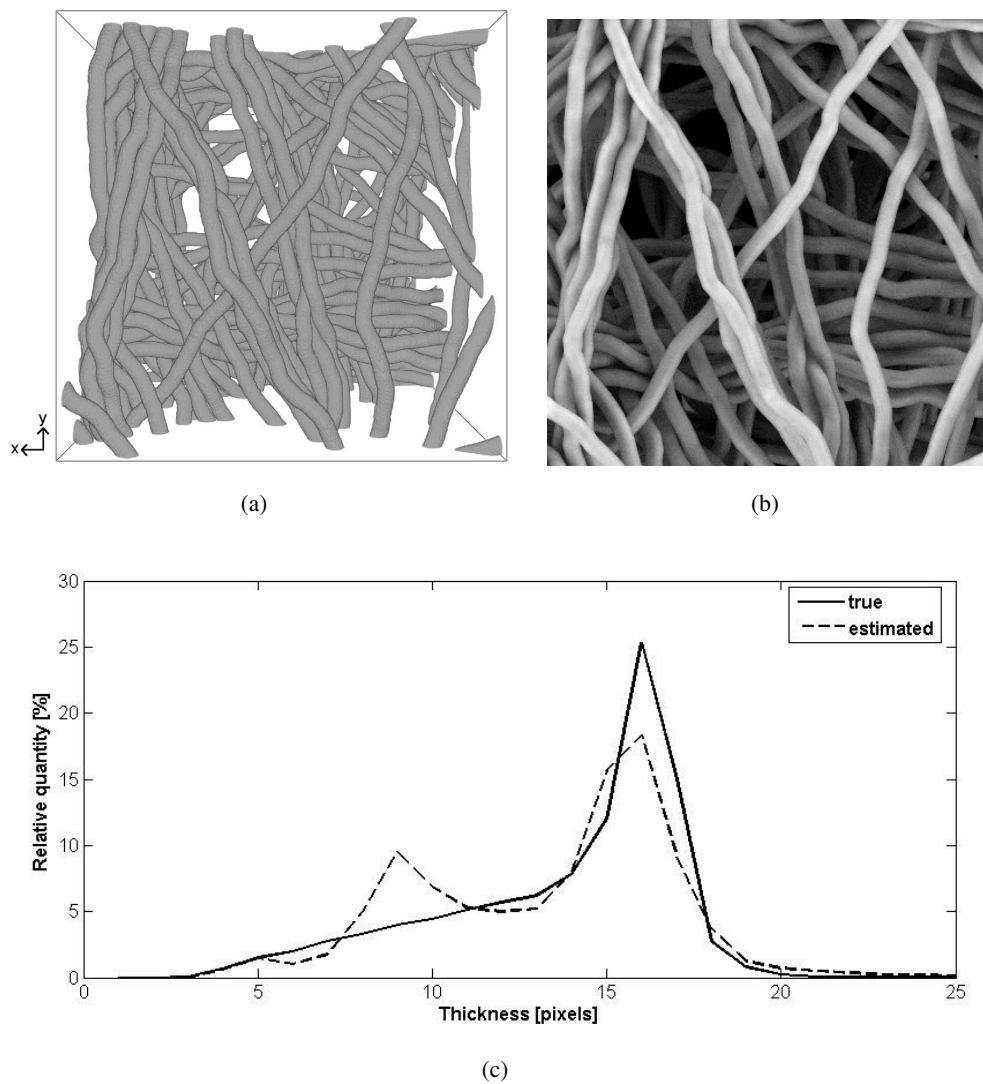 y
x
(a)
(b)
30
25
20
15
10
5
0
0
5
10
15
20
25
Relative quantity [%]
Thickness [pixels]
true
estimated
(c)